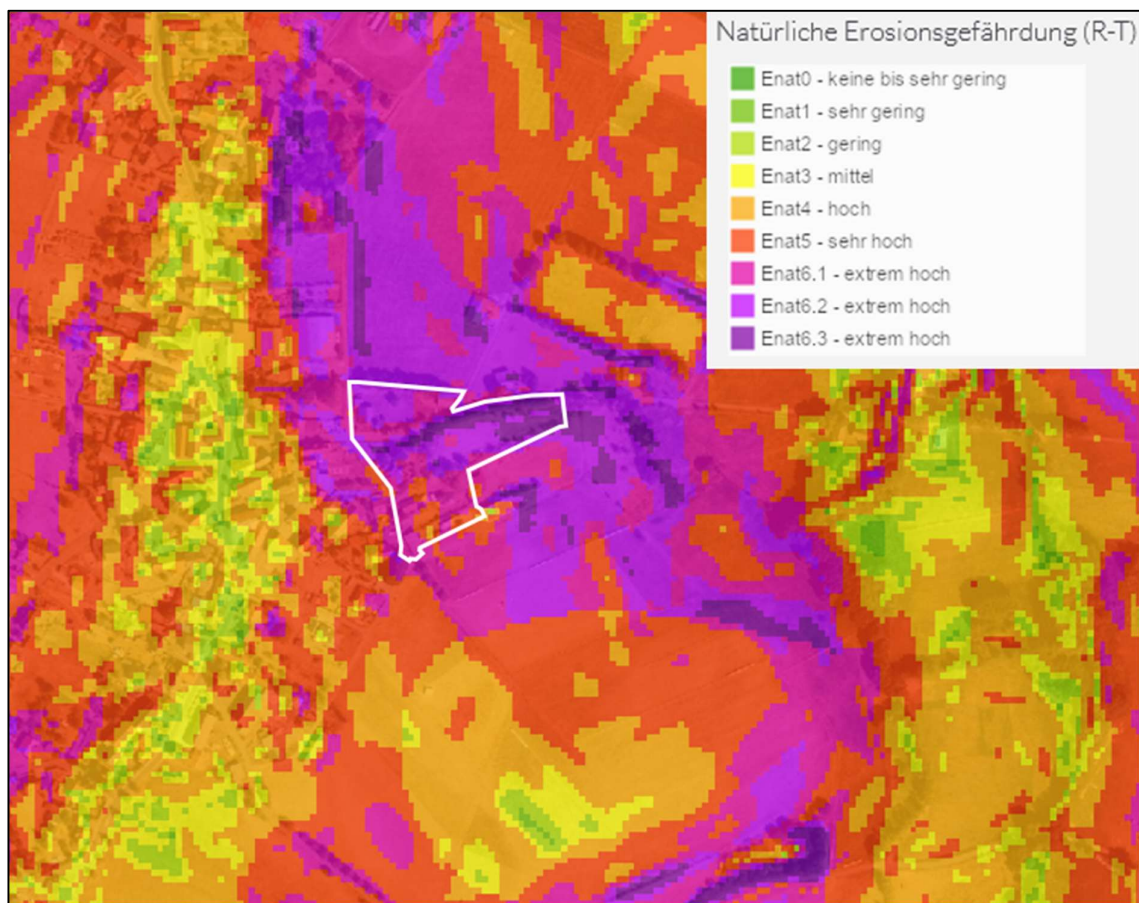 Natürliche Erosionsgefährdung (R-T)
Enat0 - keine bis sehr gering
Enat1 - sehr gering
Enat2 - gering
Enat3 - mittel
Enat4 - hoch
Enat5 - sehr hoch
Enat6.1 - extrem hoch
Enat6.2 - extrem hoch
Enat6.3 - extrem hoch